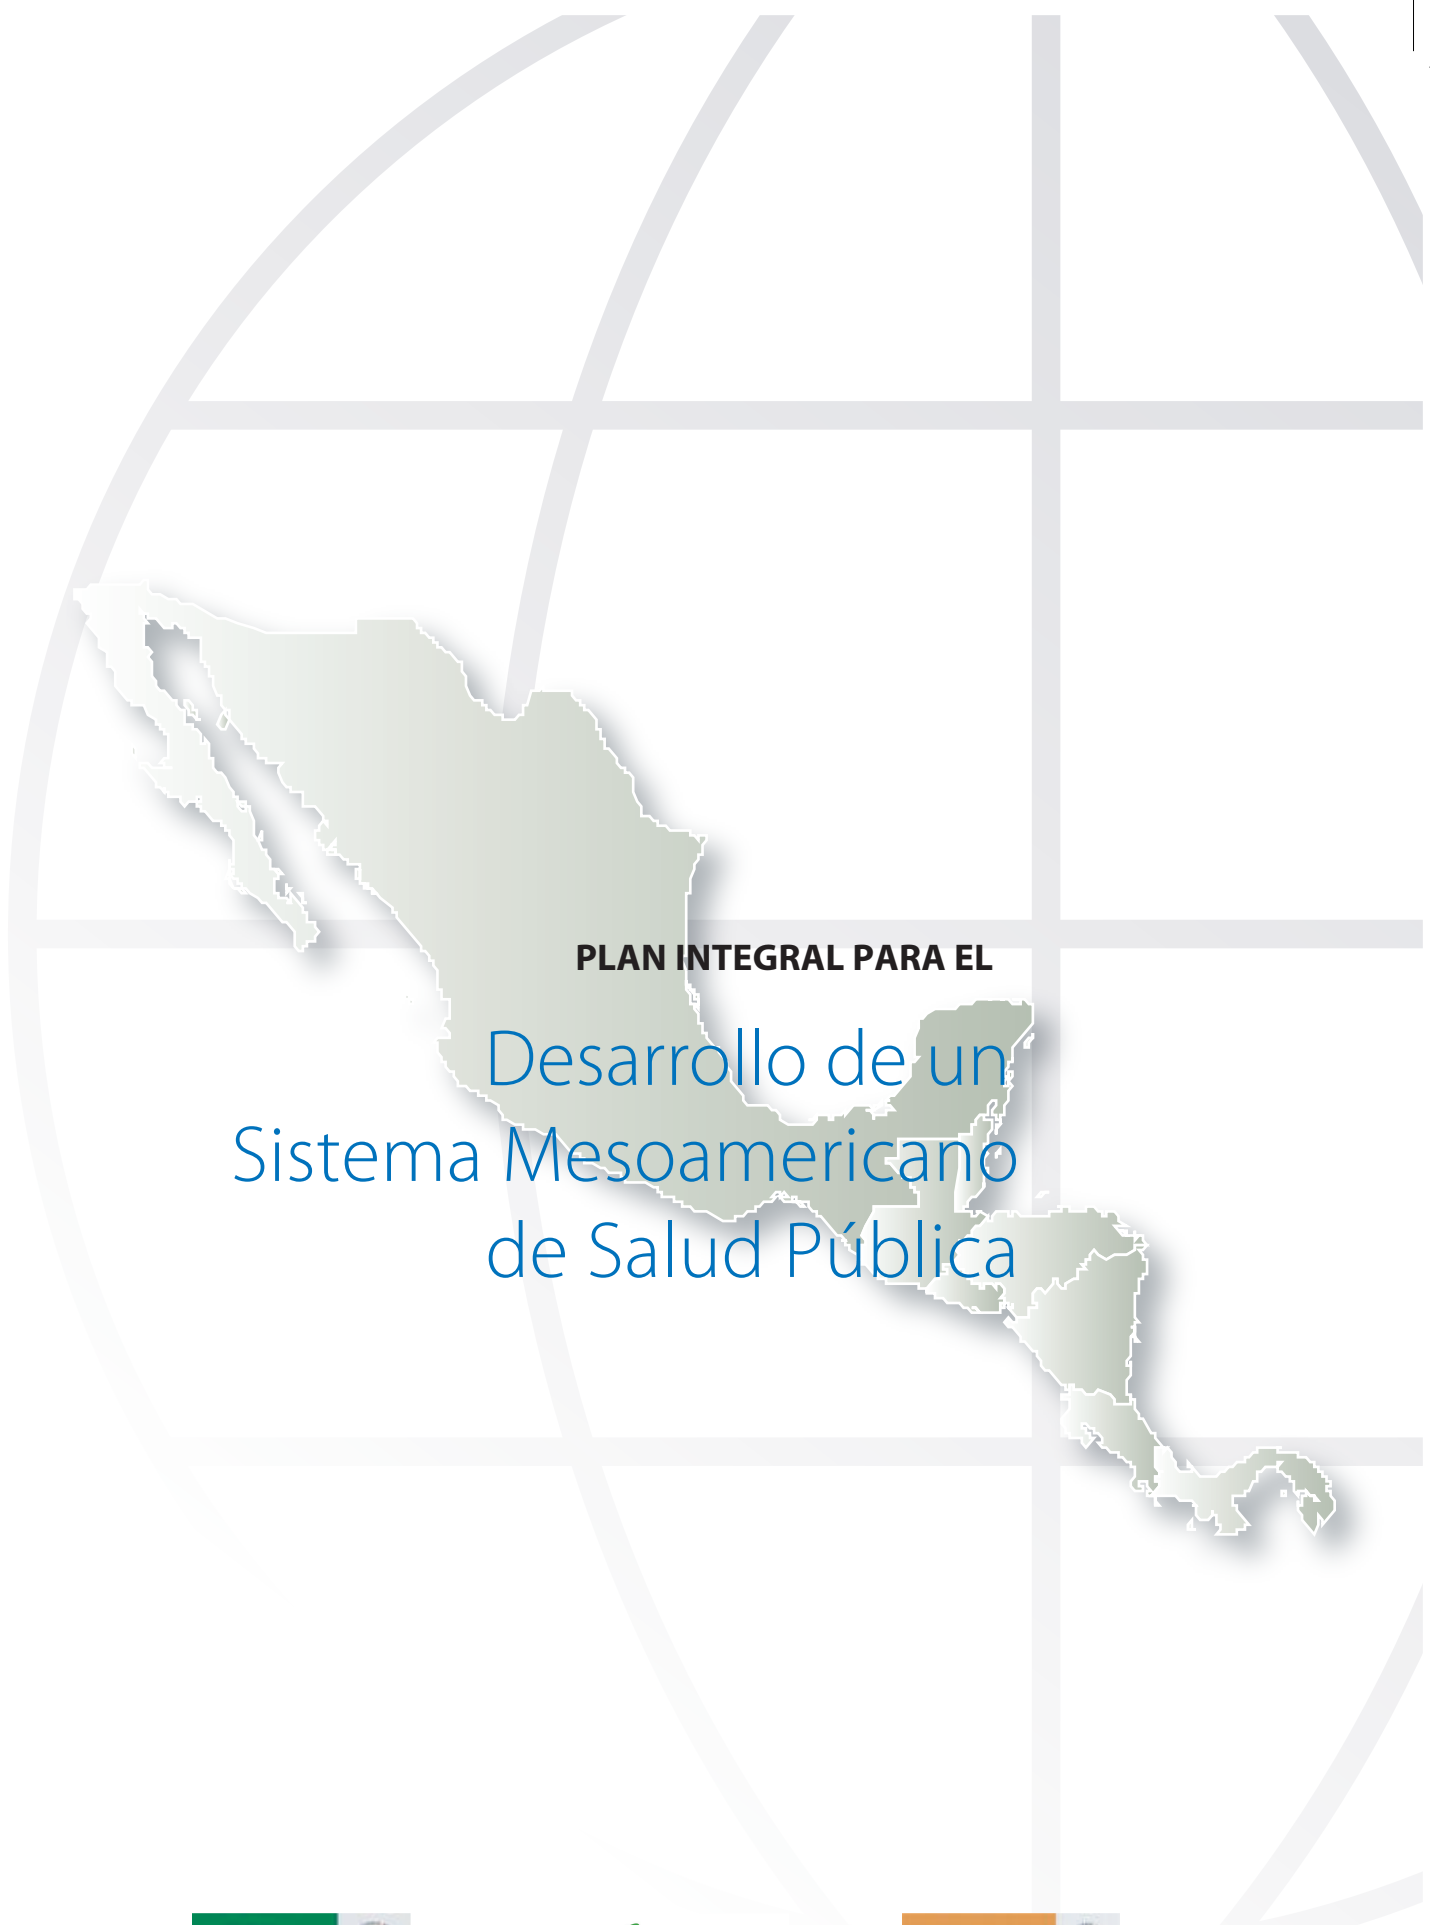 PLAN INTEGRAL PARA EL
Desarrollo de un
Sistema Mesoamericano
de Salud Pública